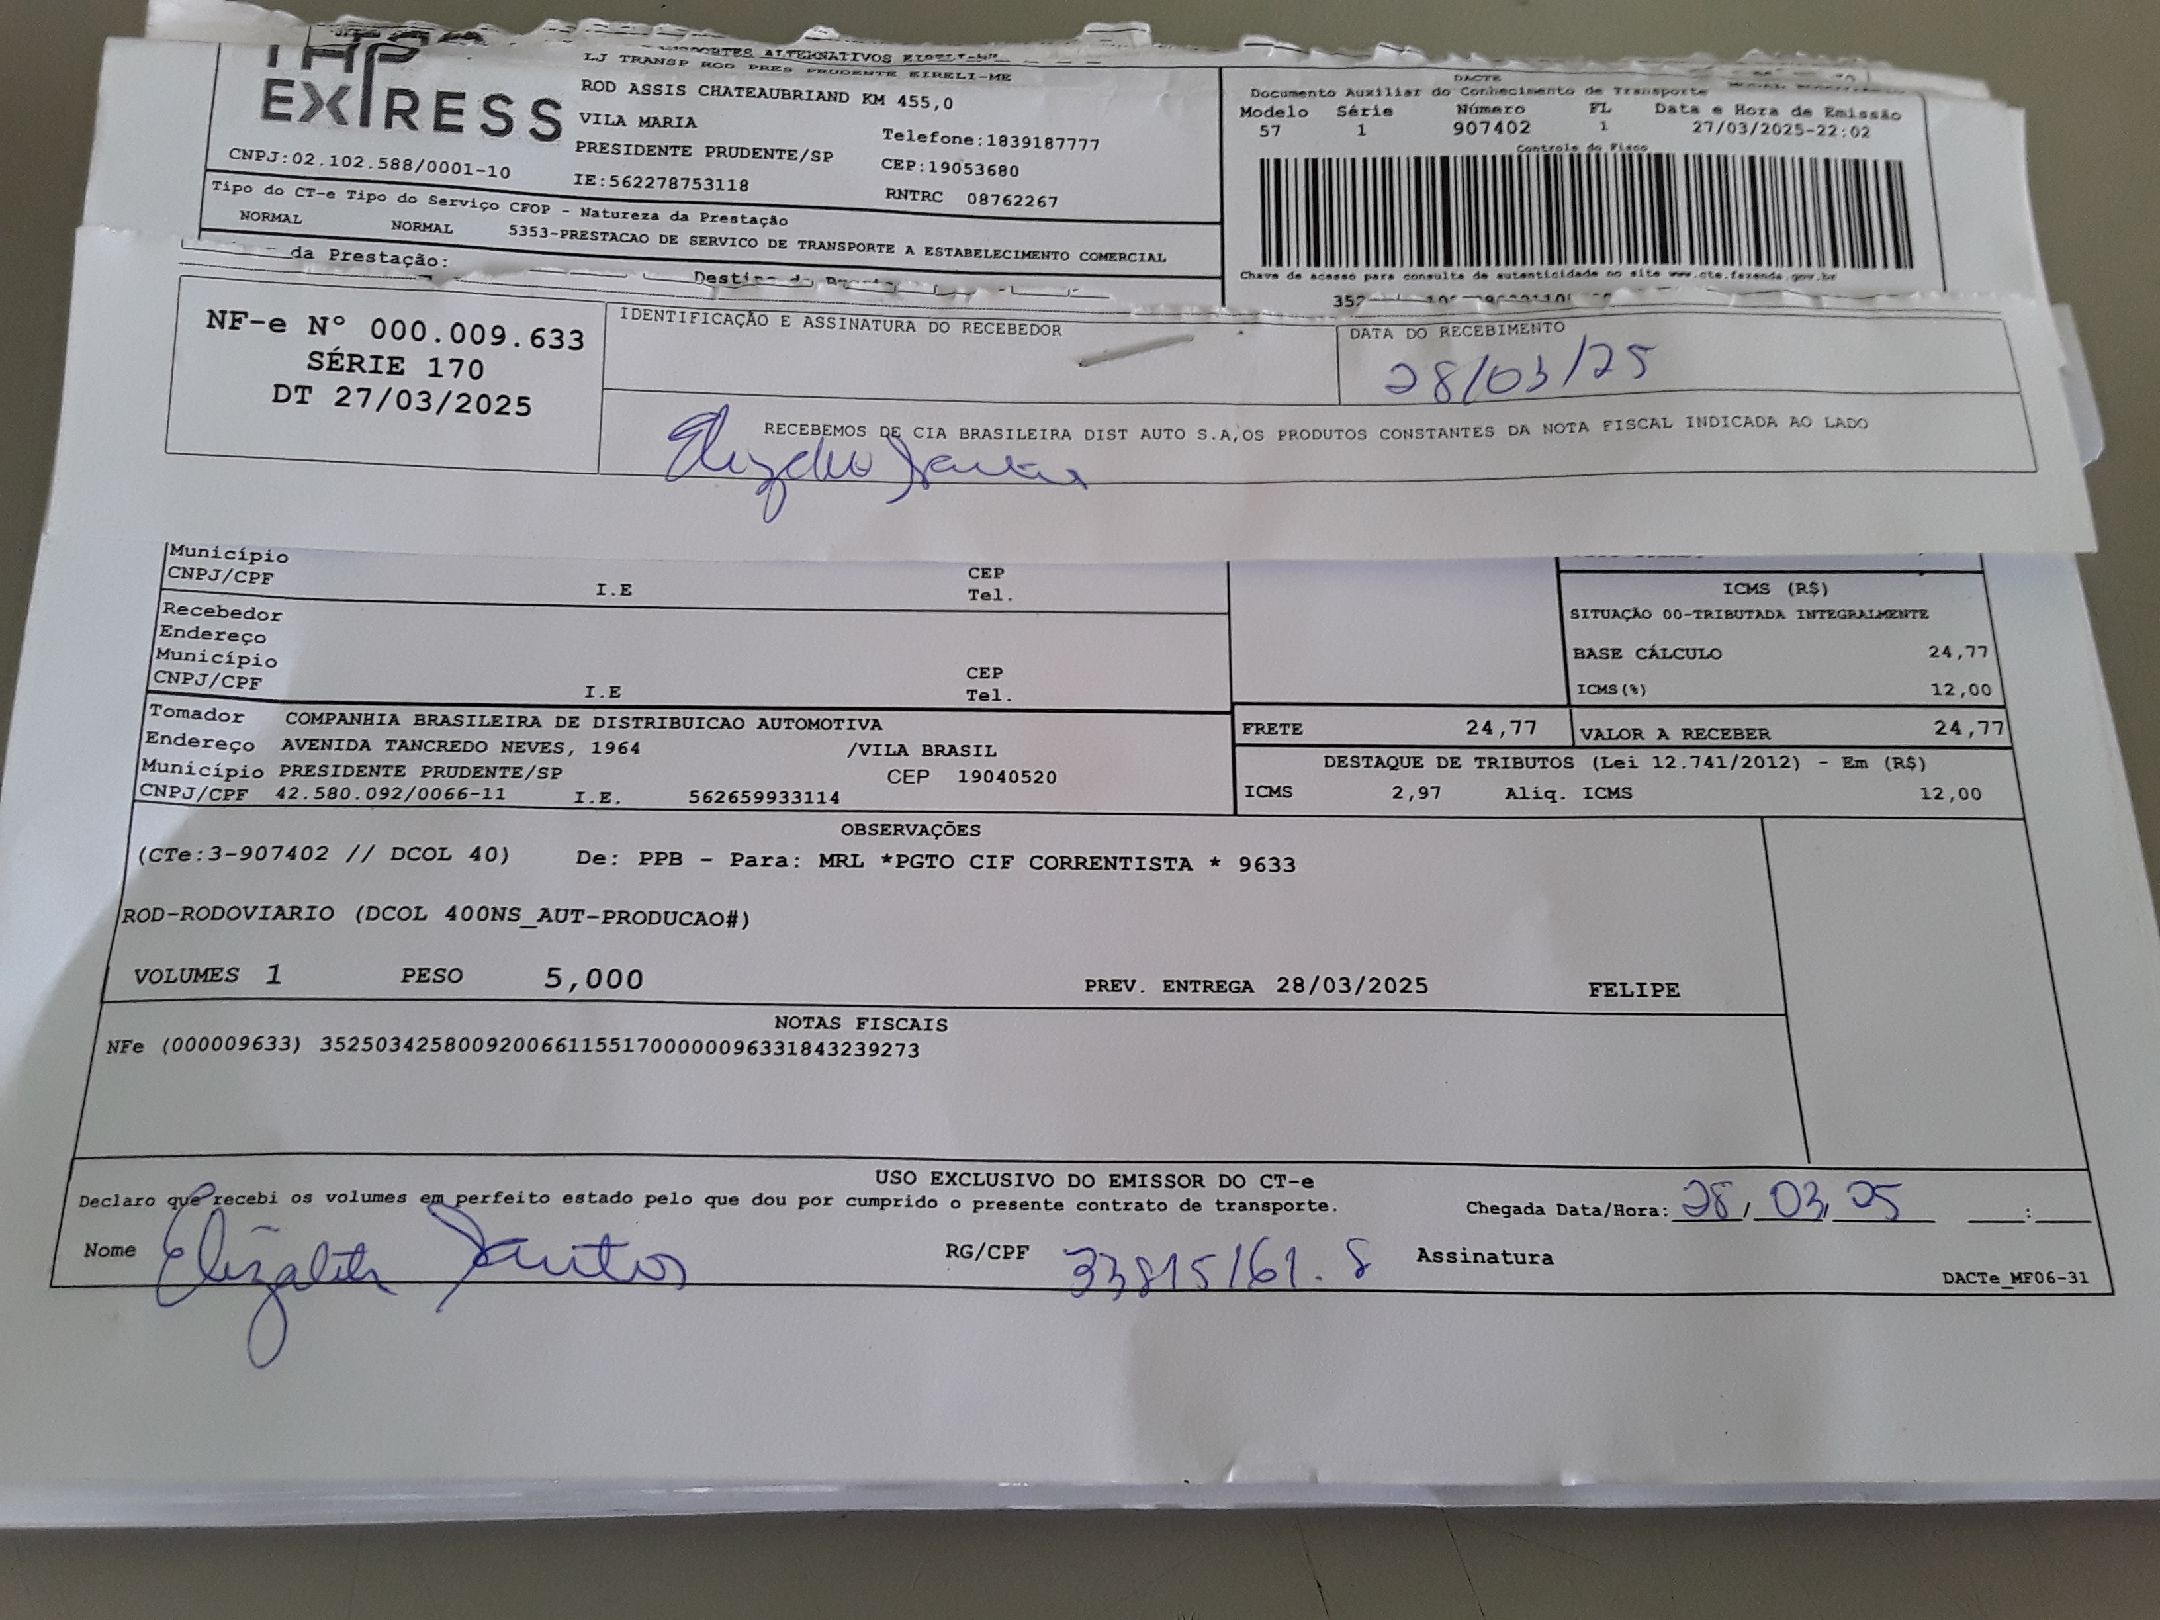 EXPRESS
CNPJ:02.102.588/0001-10
LJ TRANSP ROD PRES PRUDENTE EIRELI-ME
ROD ASSIS CHATEAUBRIAND KM 455,0
VILA MARIA
Telefone:1839187777
PRESIDENTE PRUDENTE/SP
CEP:19053680
IE:562278753118
RNTRC 08762267
DACTE
Documento Auxiliar do Conhecimento de Transporte
Modelo Série Número FL Data e Hora de Emissão
57 1 907402 1 27/03/2025-22:02
Controle do Fisco
Chave de acesso para consulta de autenticidade no site www.cte.fazenda.gov.br
Tipo do CT-e Tipo do Serviço CFOP - Natureza da Prestação
NORMAL NORMAL 5353-PRESTACAO DE SERVICO DE TRANSPORTE A ESTABELECIMENTO COMERCIAL
da Prestação:
NF-e Nº 000.009.633
SÉRIE 170
DT 27/03/2025
IDENTIFICAÇÃO E ASSINATURA DO RECEBEDOR
DATA DO RECEBIMENTO
28/03/25
RECEBEMOS DE CIA BRASILEIRA DIST AUTO S.A,OS PRODUTOS CONSTANTES DA NOTA FISCAL INDICADA AO LADO
Município CEP
CNPJ/CPF I.E Tel.
Recebedor
Endereço
Município CEP
CNPJ/CPF I.E Tel.
ICMS (R$)
SITUAÇÃO 00-TRIBUTADA INTEGRALMENTE
BASE CÁLCULO 24,77
ICMS(%) 12,00
Tomador COMPANHIA BRASILEIRA DE DISTRIBUICAO AUTOMOTIVA
Endereço AVENIDA TANCREDO NEVES, 1964 /VILA BRASIL
Município PRESIDENTE PRUDENTE/SP CEP 19040520
CNPJ/CPF 42.580.092/0066-11 I.E. 562659933114
FRETE 24,77 VALOR A RECEBER 24,77
DESTAQUE DE TRIBUTOS (Lei 12.741/2012) - Em (R$)
ICMS 2,97 Aliq. ICMS 12,00
OBSERVAÇÕES
(CTe:3-907402 // DCOL 40) De: PPB - Para: MRL *PGTO CIF CORRENTISTA * 9633
ROD-RODOVIARIO (DCOL 400NS_AUT-PRODUCAO#)
VOLUMES 1 PESO 5,000 PREV. ENTREGA 28/03/2025 FELIPE
NOTAS FISCAIS
NFe (000009633) 35250342580092006611551700000096331843239273
USO EXCLUSIVO DO EMISSOR DO CT-e
Declaro que recebi os volumes em perfeito estado pelo que dou por cumprido o presente contrato de transporte.
Chegada Data/Hora: 28/03/25 :
Nome Elizabeth Santos RG/CPF 33815161.8 Assinatura
DACTe_MF06-31